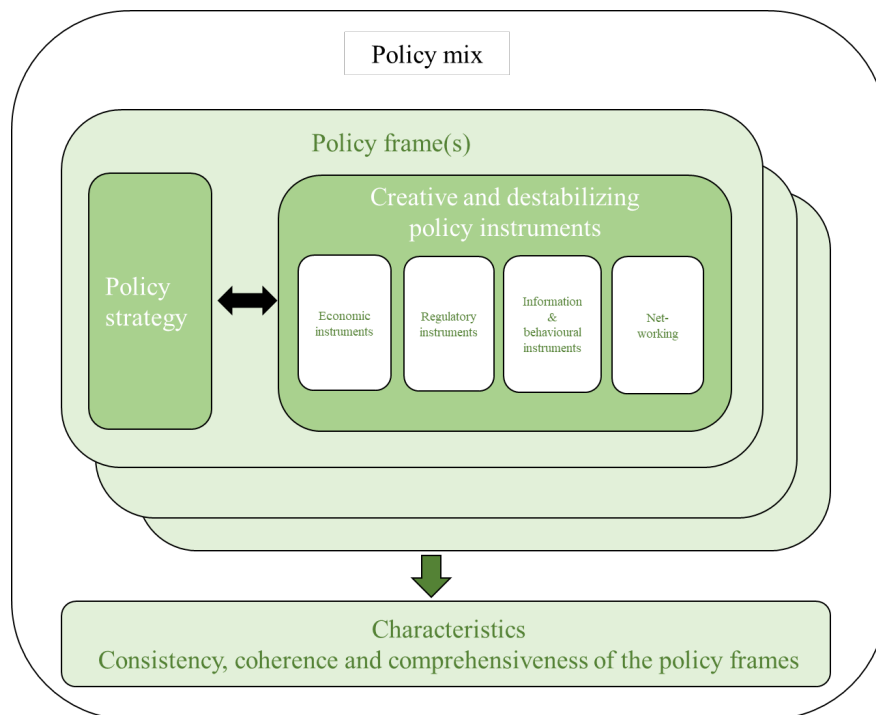 Policy mix
Policy frame(s)
Creative and destabilizing
policy instruments
Policy
strategy
Economic
instruments
Regulatory
instruments
Information
&
behavioural
instruments
Net-
working
Characteristics
Consistency, coherence and comprehensiveness of the policy frames